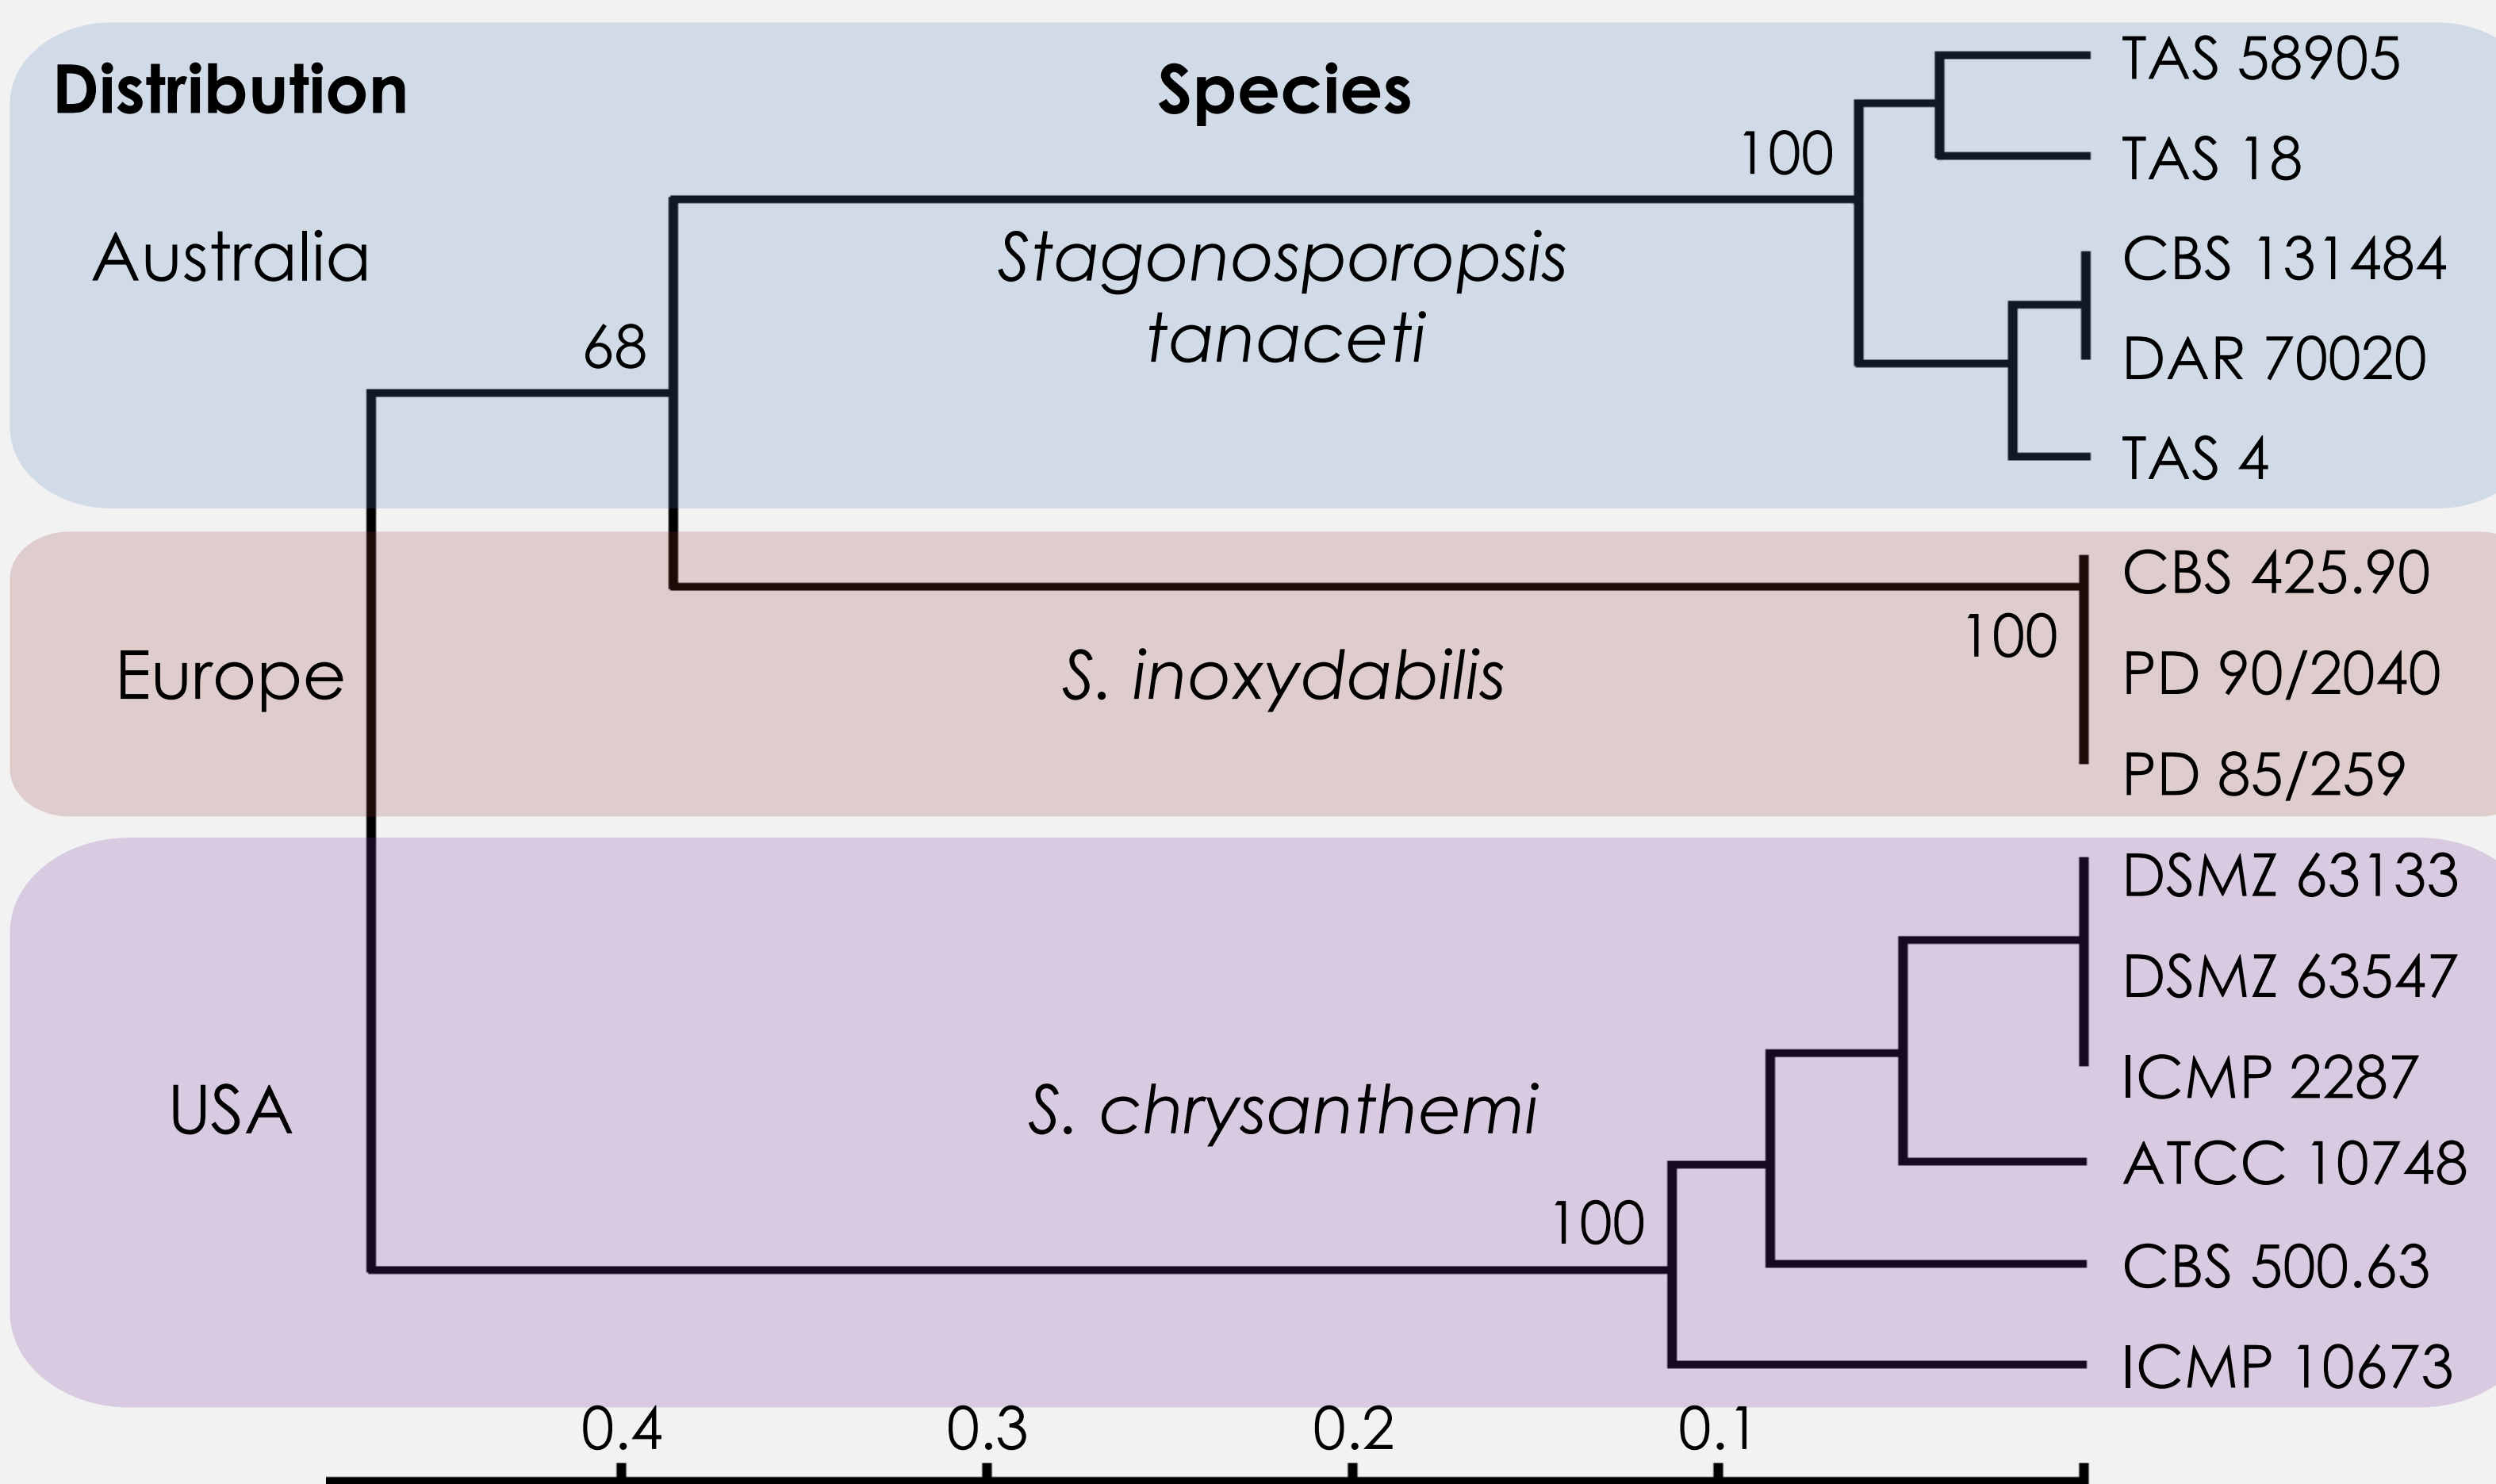 Distribution
Species
TAS 58905
TAS 18
100
Australia
Stagonosporopsis
tanaceti
CBS 131484
68
DAR 70020
TAS 4
CBS 425.90
100
Europe
S. inoxydabilis
PD 90/2040
PD 85/259
DSMZ 63133
DSMZ 63547
USA
S. chrysanthemi
ICMP 2287
ATCC 10748
100
CBS 500.63
ICMP 10673
0.4
0.3
0.2
0.1